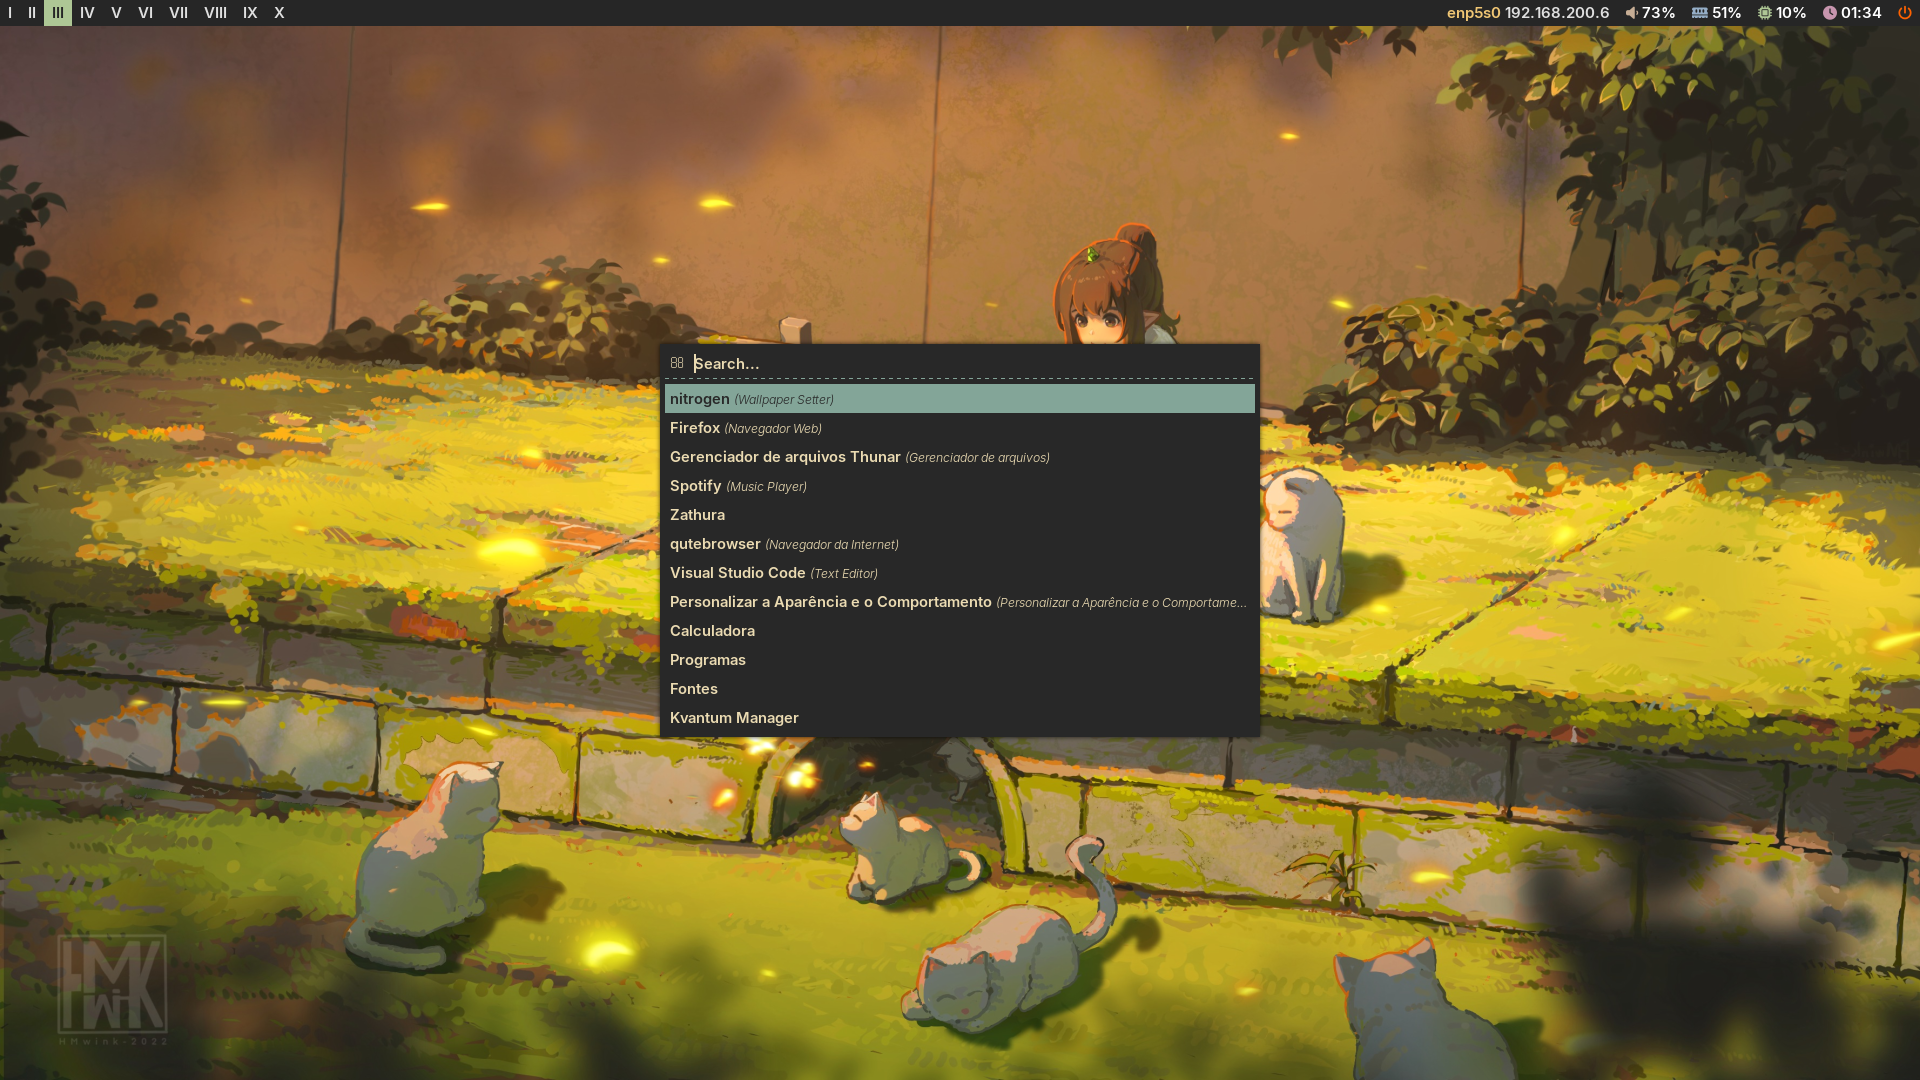 I II III IV V VI VII VIII IX X
enp5s0 192.168.200.6 73% 51% 10% 01:34
Search...
nitrogen (Wallpaper Setter)
Firefox (Navegador Web)
Gerenciador de arquivos Thunar (Gerenciador de arquivos)
Spotify (Music Player)
Zathura
qutebrowser (Navegador da Internet)
Visual Studio Code (Text Editor)
Personalizar a Aparência e o Comportamento (Personalizar a Aparência e o Comportame...
Calculadora
Programas
Fontes
Kvantum Manager
HMwink
HMwink-2022